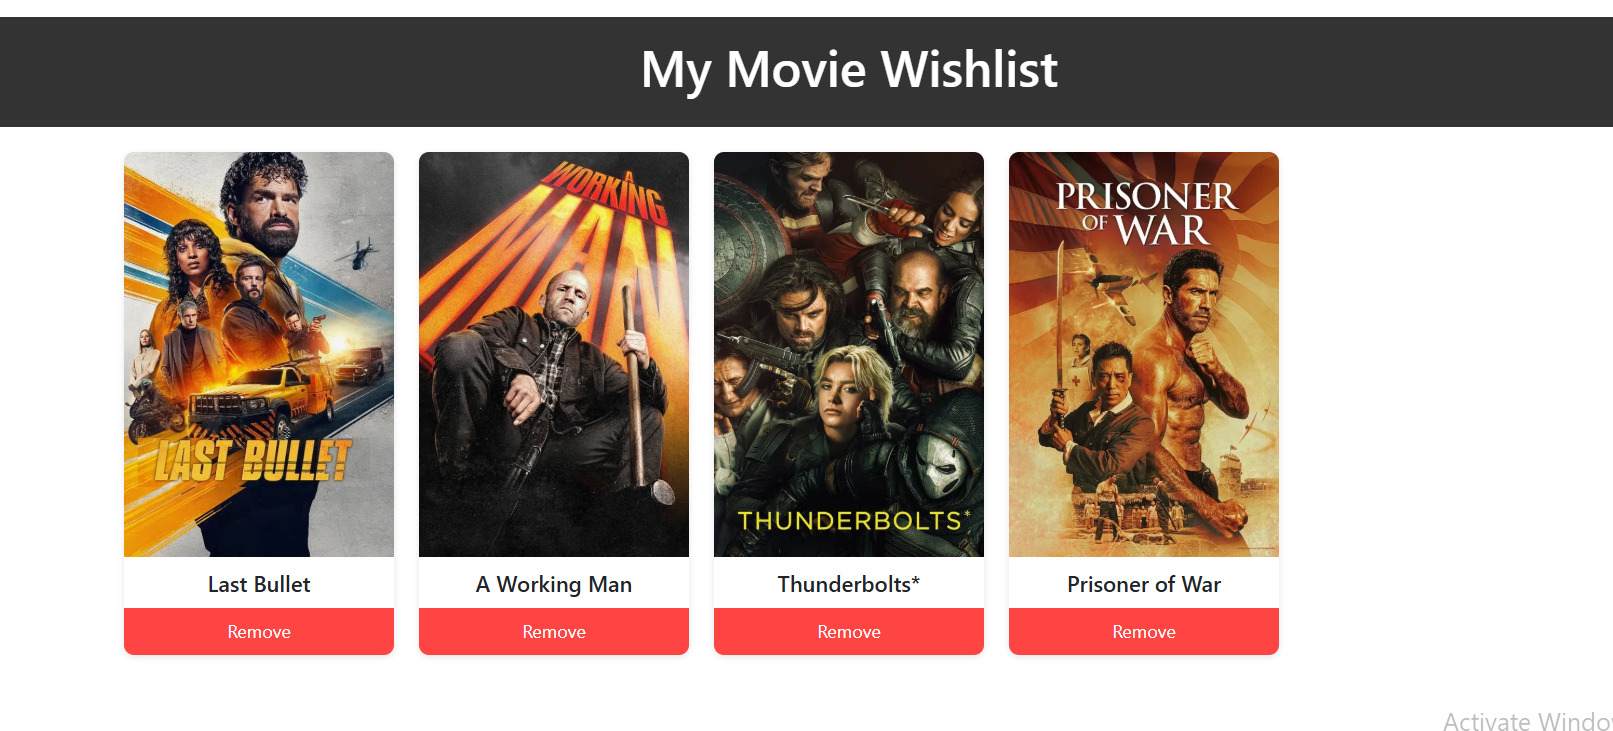 My Movie Wishlist
LAST BULLET
A
WORKING
MAN
THUNDERBOLTS*
PRISONER
OF WAR
Last Bullet
A Working Man
Thunderbolts*
Prisoner of War
Remove
Remove
Remove
Remove
Activate Windo